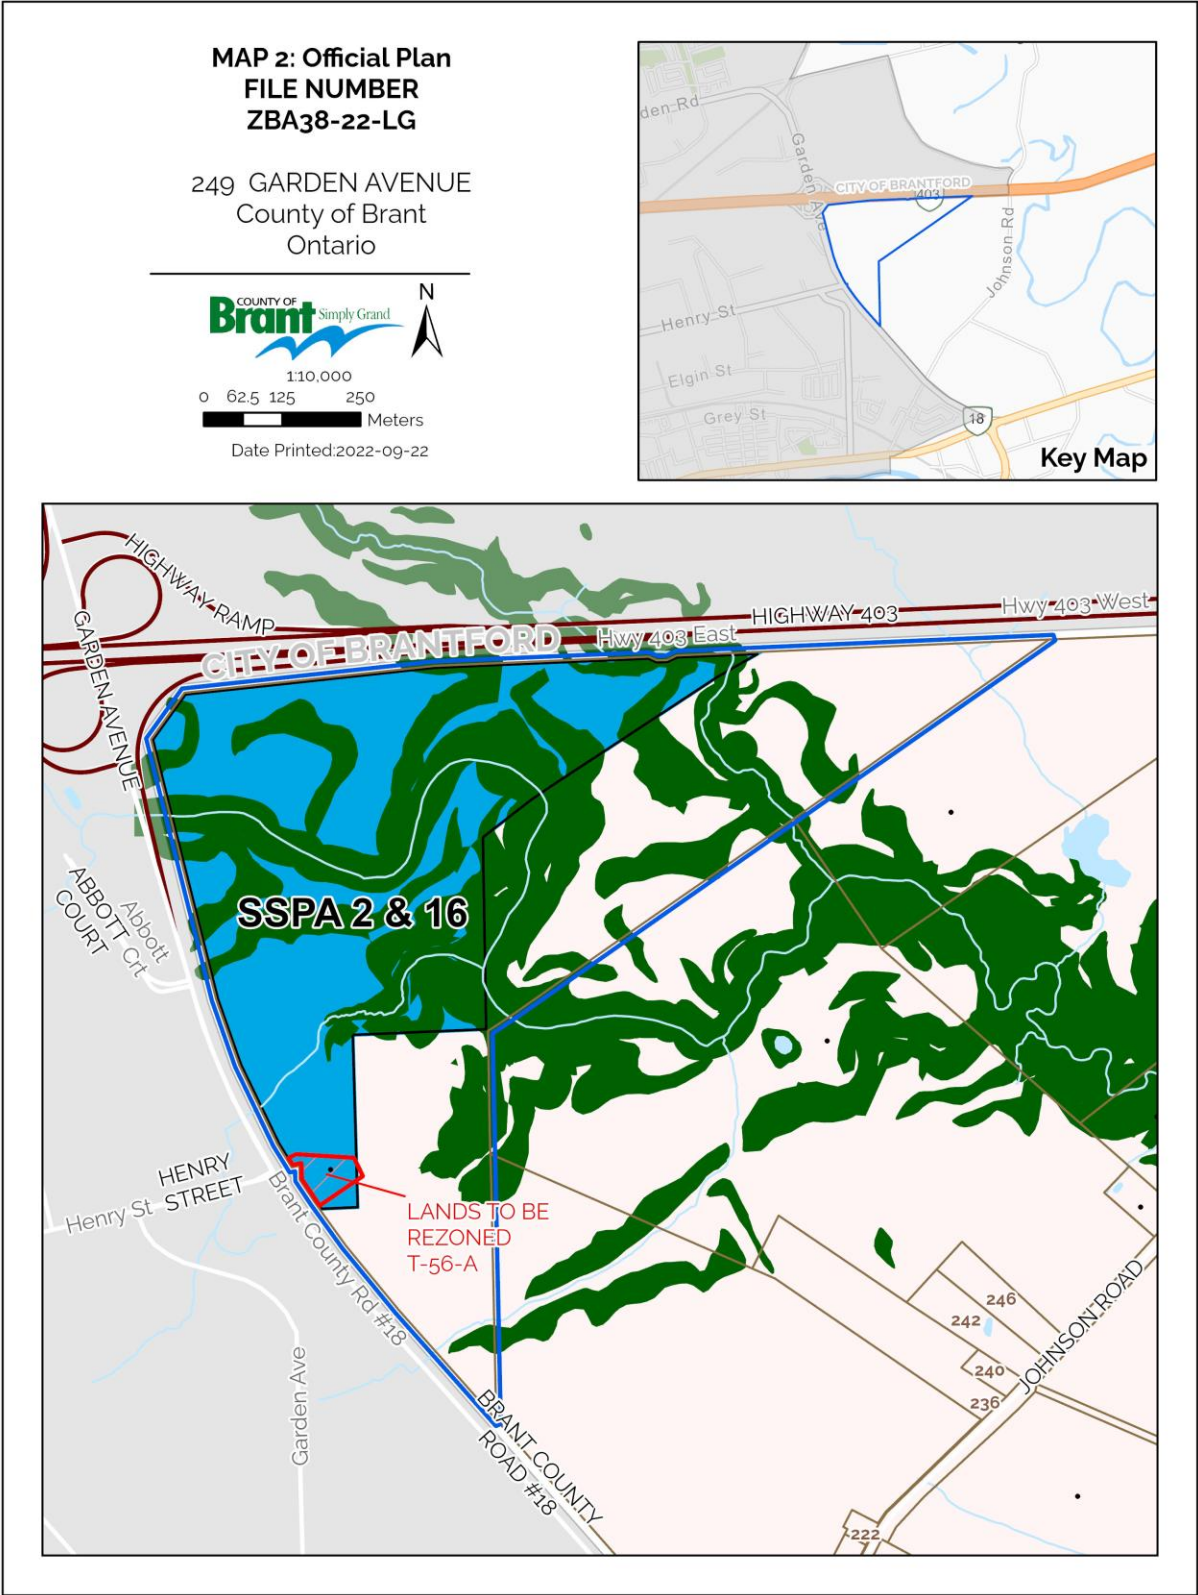 MAP 2: Official Plan
FILE NUMBER
ZBA38-22-LG
249 GARDEN AVENUE
County of Brant
Ontario
COUNTY OF
Brant Simply Grand
N
1:10,000
0 62.5 125 250
Meters
Date Printed:2022-09-22
den Rd
Garden Ave
CITY OF BRANTFORD
403
Johnson Rd
Henry St
Elgin St
Grey St
18
Key Map
HIGHWAY RAMP
GARDEN AVENUE
CITY OF BRANTFORD
Hwy 403 East
HIGHWAY 403
Hwy 403 West
ABBOTT
COURT
Abbott
Crt
SSPA 2 & 16
HENRY
STREET
Henry St
Brant County Rd #18
LANDS TO BE
REZONED
T-56-A
Garden Ave
BRANT COUNTY
ROAD #18
246
242
240
236
JOHNSON ROAD
222